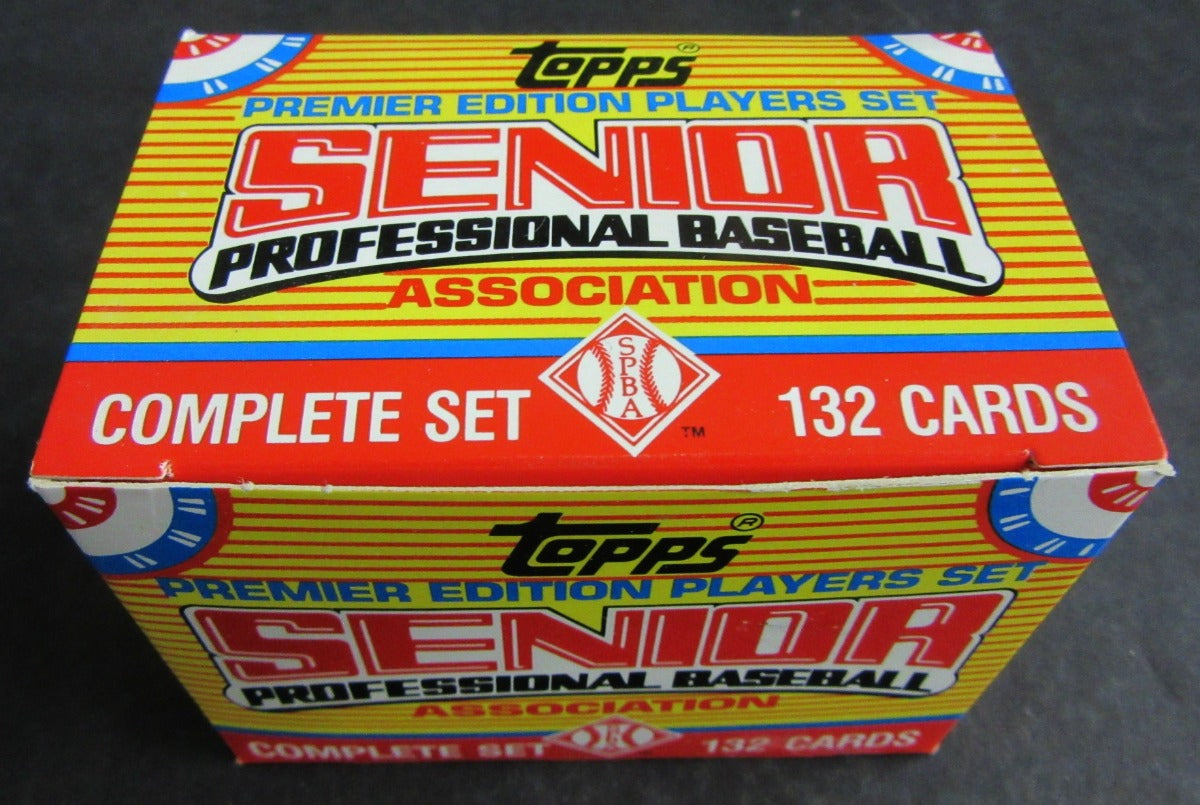 Topps®
PREMIER EDITION PLAYERS SET
SENIOR
PROFESSIONAL BASEBALL
ASSOCIATION
COMPLETE SET SPBA ™ 132 CARDS
Topps®
PREMIER EDITION PLAYERS SET
SENIOR
PROFESSIONAL BASEBALL
ASSOCIATION
COMPLETE SET 132 CARDS